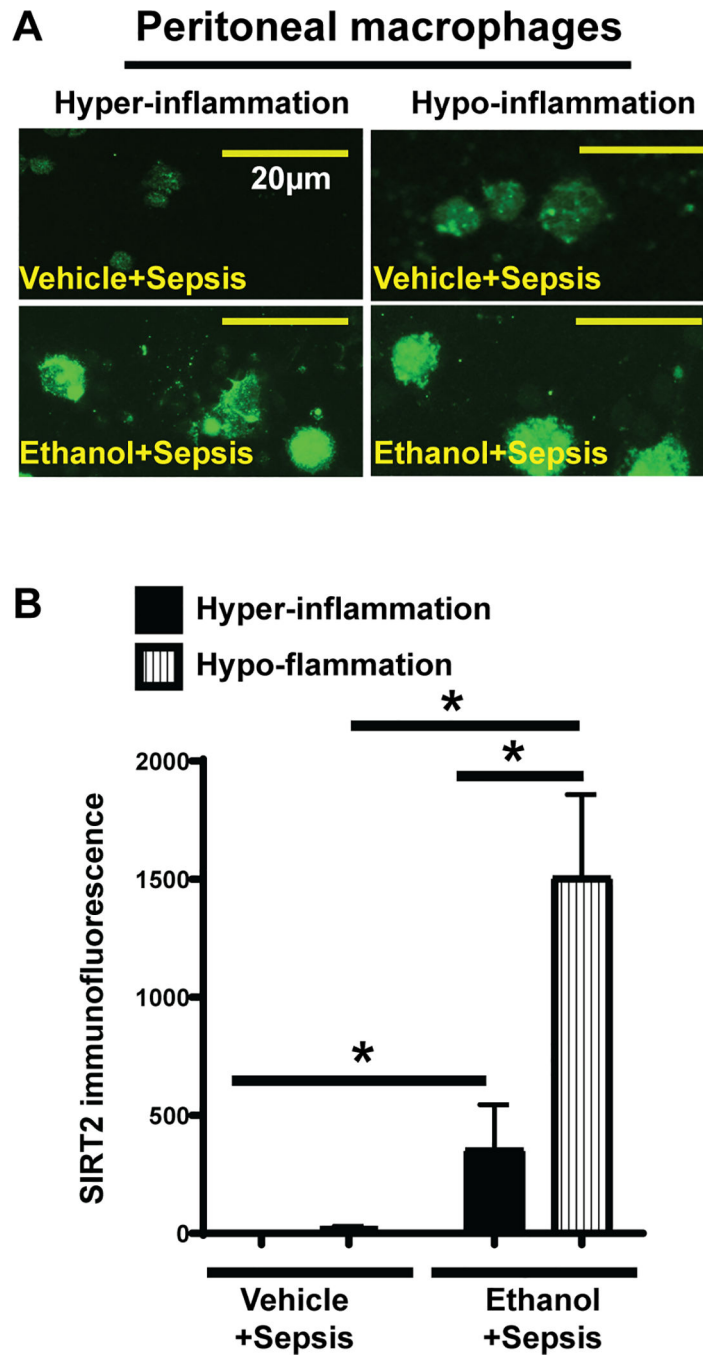 A
Peritoneal macrophages
Hyper-inflammation
Hypo-inflammation
20µm
Vehicle+Sepsis
Vehicle+Sepsis
Ethanol+Sepsis
Ethanol+Sepsis
B
Hyper-inflammation
Hypo-flammation
*
*
*
SIRT2 immunofluorescence
2000
1500
1000
500
0
Vehicle
+Sepsis
Ethanol
+Sepsis